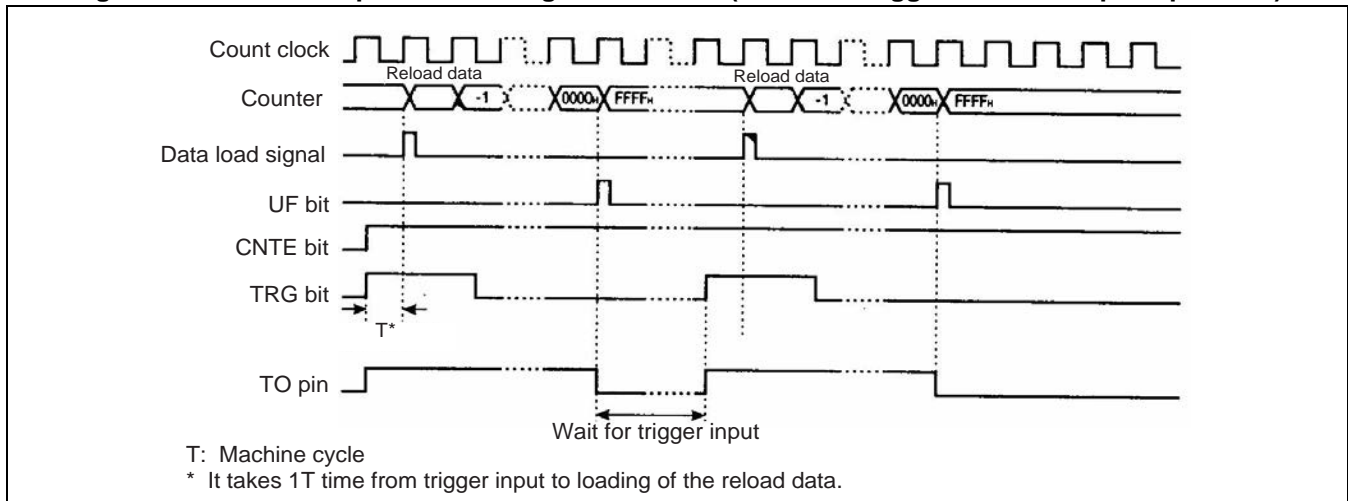 Count clock
Reload data Reload data
Counter -1 0000H FFFFH -1 0000H FFFFH
Data load signal
UF bit
CNTE bit
TRG bit
T*
TO pin
Wait for trigger input
T: Machine cycle
* It takes 1T time from trigger input to loading of the reload data.